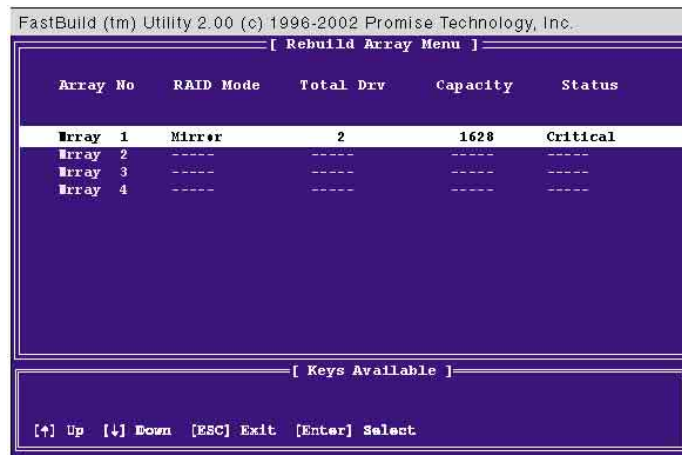 FastBuild (tm) Utility 2.00 (c) 1996-2002 Promise Technology, Inc.
[ Rebuild Array Menu ]
Array No RAID Mode Total Drv Capacity Status
Array 1 Mirror 2 1628 Critical
Array 2 ----- ----- ----- -----
Array 3 ----- ----- ----- -----
Array 4 ----- ----- ----- -----
[ Keys Available ]
[↑] Up [↓] Down [ESC] Exit [Enter] Select